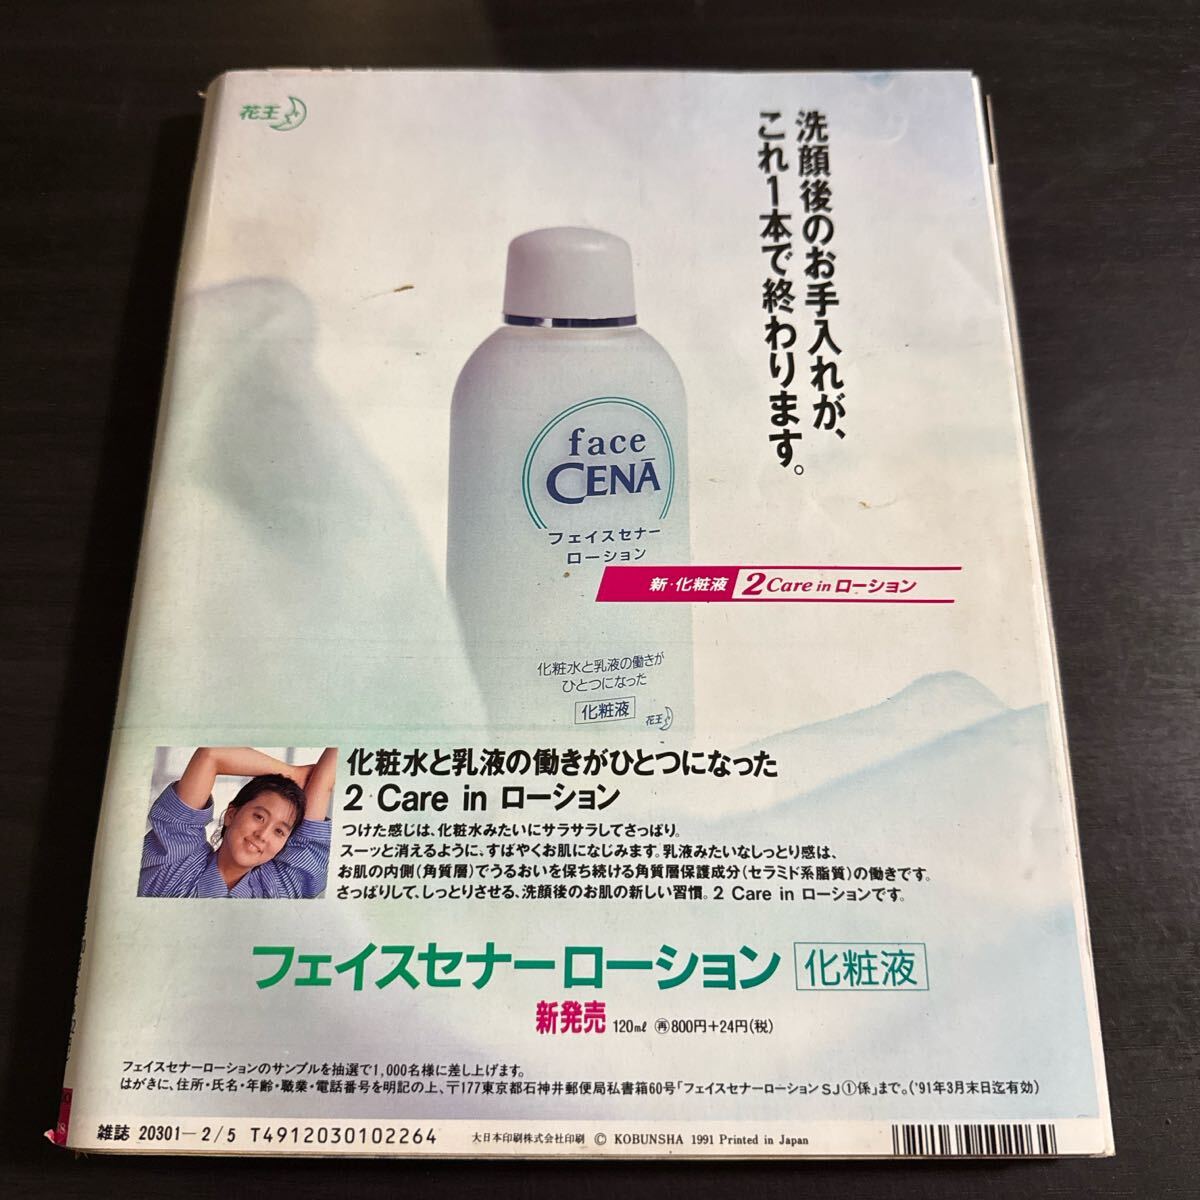 花王
洗顔後のお手入れが、
これ1本で終わります。
face
CENĀ
フェイスセナー
ローション
新・化粧液 2 Care in ローション
化粧水と乳液の働きが
ひとつになった
化粧液
花王
化粧水と乳液の働きがひとつになった
2 Care in ローション
つけた感じは、化粧水みたいにサラサラしてさっぱり。
スーッと消えるように、すばやくお肌になじみます。乳液みたいなしっとり感は、
お肌の内側(角質層)でうるおいを保ち続ける角質層保護成分(セラミド系脂質)の働きです。
さっぱりして、しっとりさせる、洗顔後のお肌の新しい習慣。2 Care in ローションです。
フェイスセナーローション 化粧液
新発売 120ml 再800円+24円(税)
フェイスセナーローションのサンプルを抽選で1,000名様に差し上げます。
はがきに、住所・氏名・年齢・職業・電話番号を明記の上、〒177東京都石神井郵便局私書箱60号「フェイスセナーローションSJ①係」まで。('91年3月末日迄有効)
雑誌 20301-2/5 T4912030102264 大日本印刷株式会社印刷 © KOBUNSHA 1991 Printed in Japan